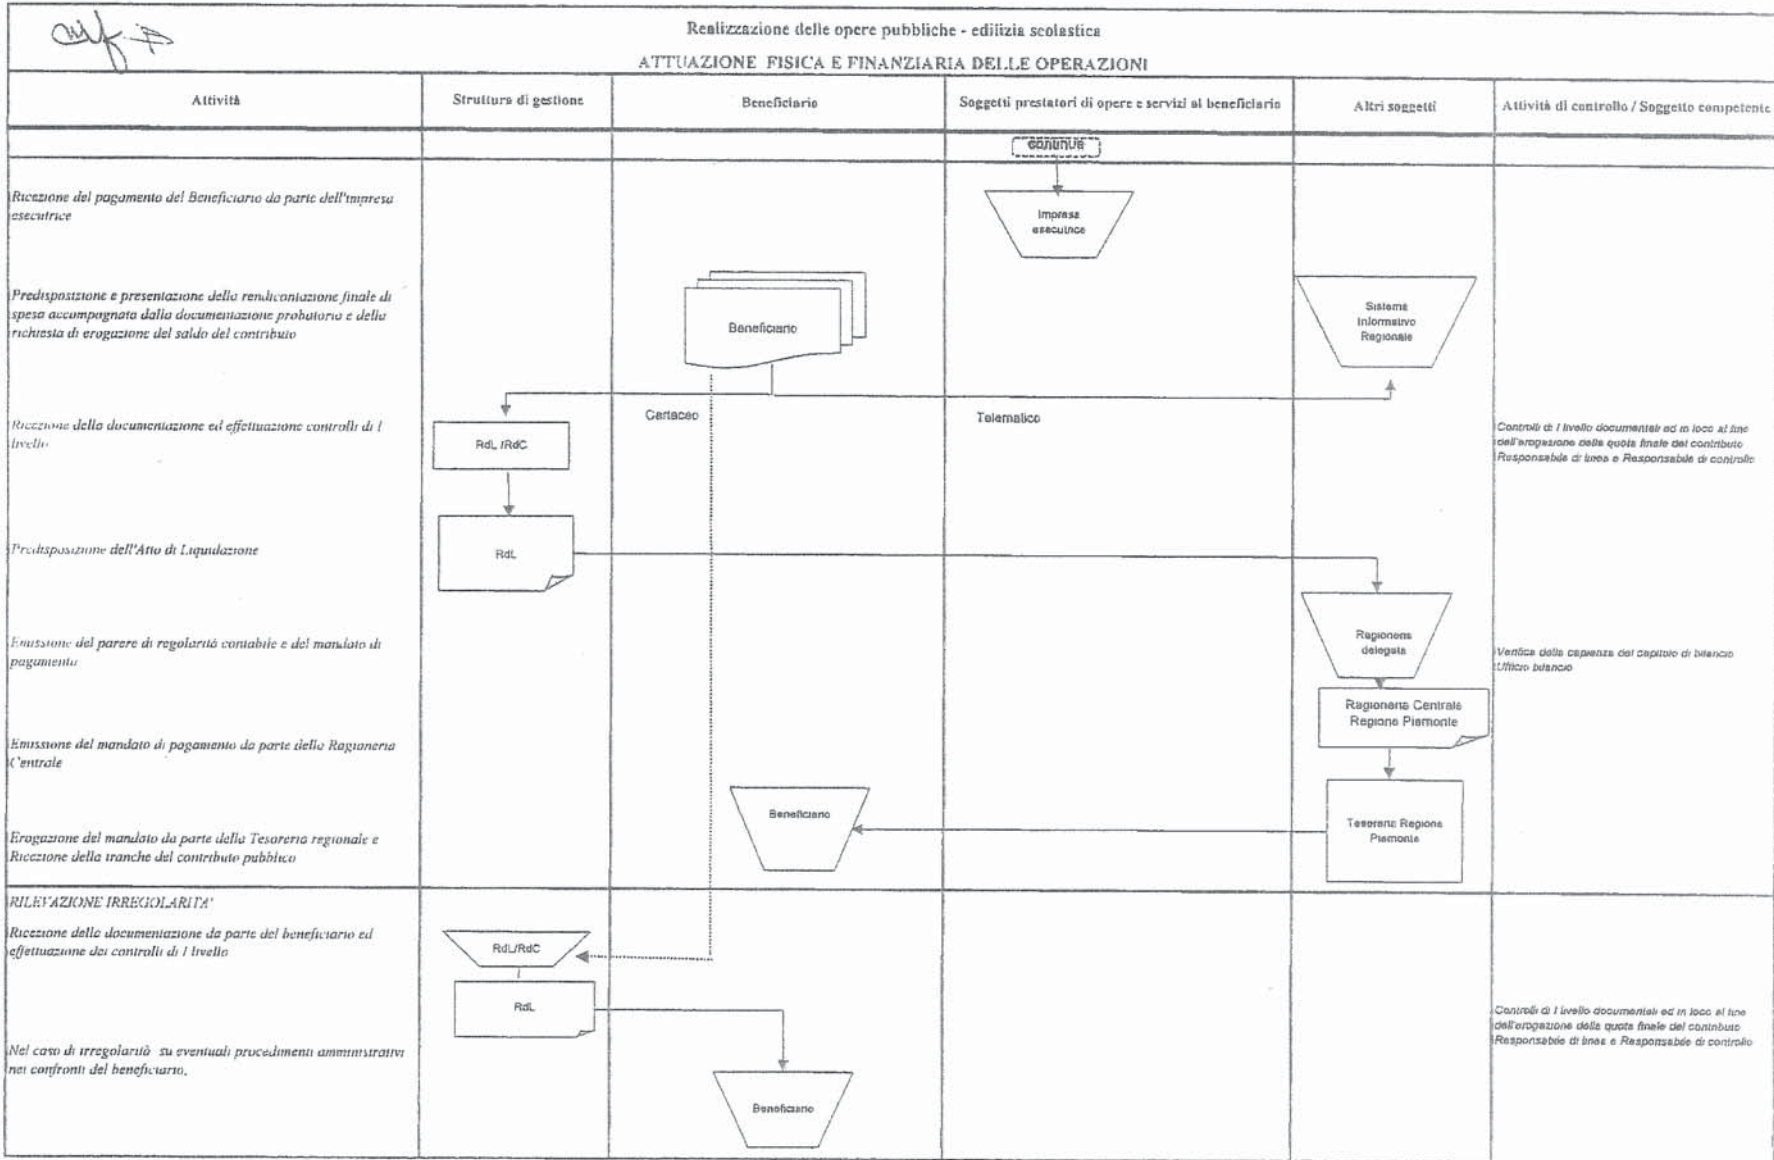 Realizzazione delle opere pubbliche - edilizia scolastica
ATTUAZIONE FISICA E FINANZIARIA DELLE OPERAZIONI
Attività
Struttura di gestione
Beneficiario
Soggetti prestatori di opere e servizi al beneficiario
Altri soggetti
Attività di controllo / Soggetto competente
continua
Ricezione del pagamento del Beneficiario da parte dell'impresa
esecutrice
Impresa
esecutrice
Predisposizione e presentazione della rendicontazione finale di
spesa accompagnata dalla documentazione probatoria e della
richiesta di erogazione del saldo del contributo
Beneficiario
Sistema
Informativo
Regionale
Cartaceo
Telematico
Ricezione della documentazione ed effettuazione controlli di I
livello
RdL /RdC
Controlli di I livello documentali ed in loco al fine
dell'erogazione della quota finale del contributo
Responsabile di linea e Responsabile di controllo
Predisposizione dell'Atto di Liquidazione
RdL
Emissione del parere di regolarità contabile e del mandato di
pagamento
Ragioneria
delegata
Verifica della capienza del capitolo di bilancio
Ufficio bilancio
Ragioneria Centrale
Regione Piemonte
Emissione del mandato di pagamento da parte della Ragioneria
Centrale
Erogazione del mandato da parte della Tesoreria regionale e
Ricezione della tranche del contributo pubblico
Beneficiario
Tesoreria Regione
Piemonte
RILEVAZIONE IRREGOLARITA'
Ricezione della documentazione da parte del beneficiario ed
effettuazione dei controlli di I livello
RdL/RdC
RdL
Controlli di I livello documentali ed in loco al fine
dell'erogazione della quota finale del contributo
Responsabile di linea e Responsabile di controllo
Nel caso di irregolarità su eventuali procedimenti amministrativi
nei confronti del beneficiario.
Beneficiario